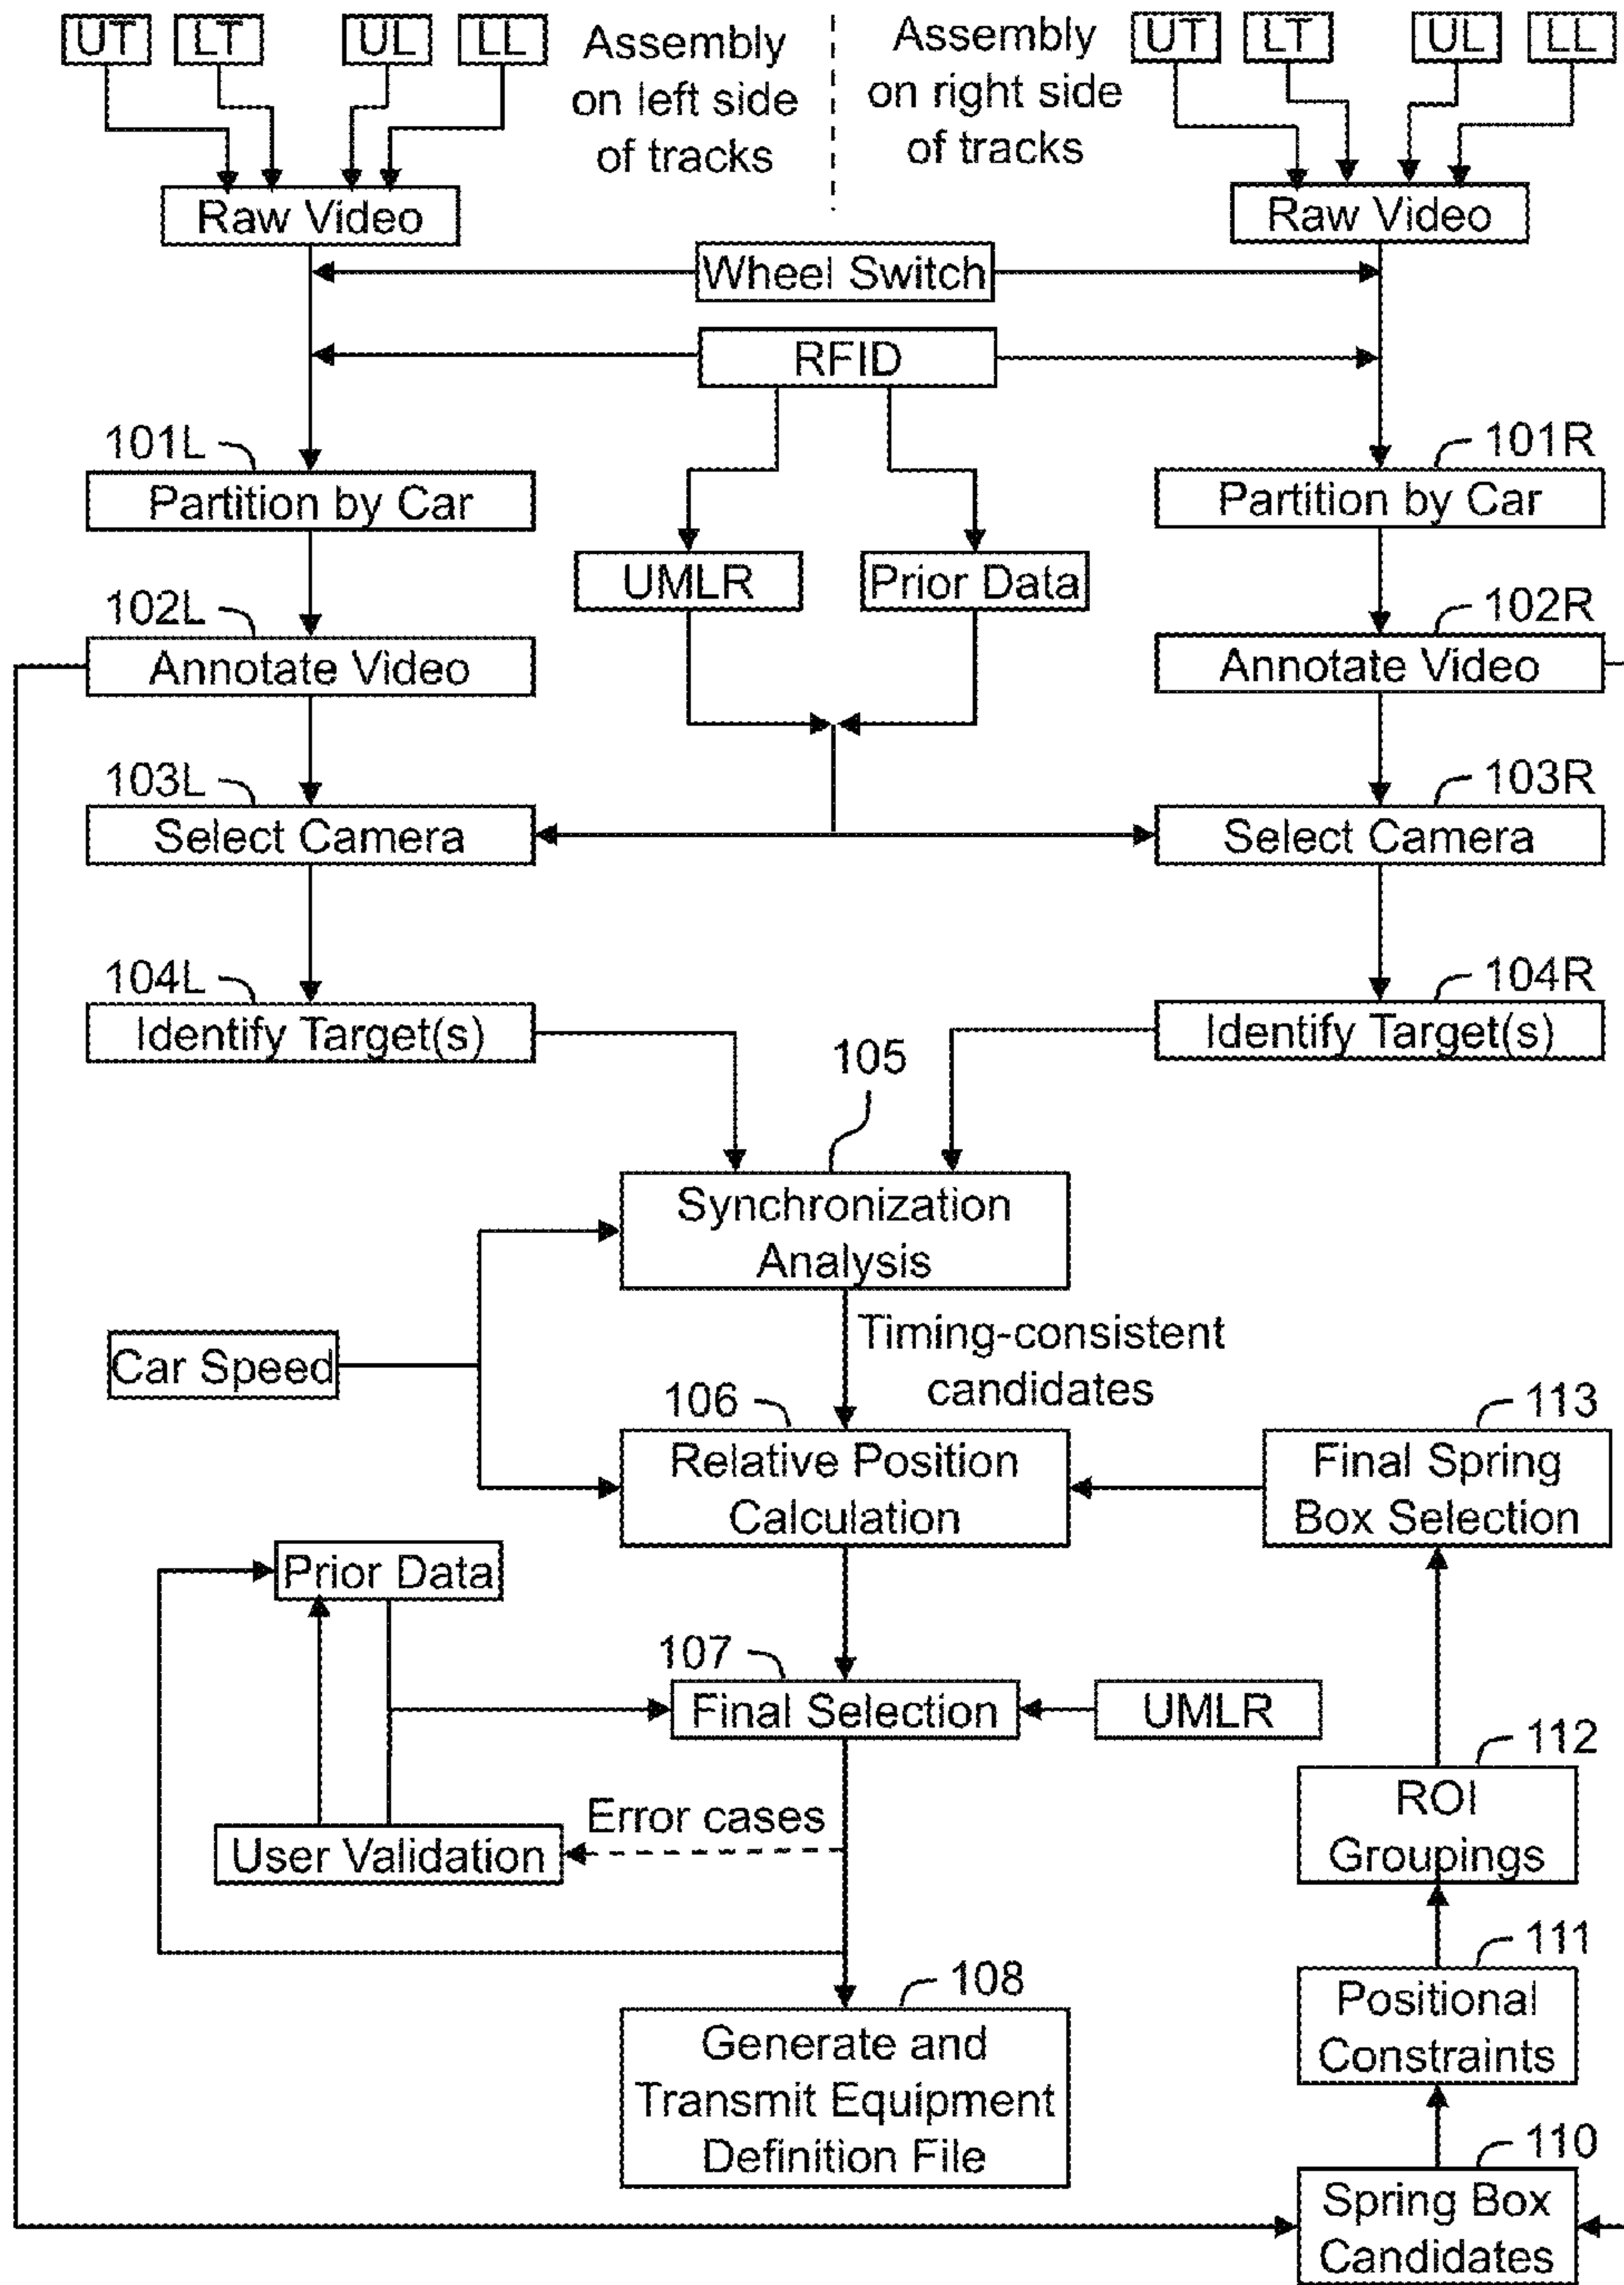 UT LT UL LL
Assembly
on left side
of tracks
Assembly
on right side
of tracks
UT LT UL LL
Raw Video
Raw Video
Wheel Switch
RFID
101L
Partition by Car
101R
Partition by Car
UMLR
Prior Data
102L
Annotate Video
102R
Annotate Video
103L
Select Camera
103R
Select Camera
104L
Identify Target(s)
104R
Identify Target(s)
105
Synchronization
Analysis
Timing-consistent
candidates
Car Speed
106
Relative Position
Calculation
113
Final Spring
Box Selection
Prior Data
107
Final Selection
UMLR
112
ROI
Groupings
Error cases
User Validation
111
Positional
Constraints
108
Generate and
Transmit Equipment
Definition File
110
Spring Box
Candidates